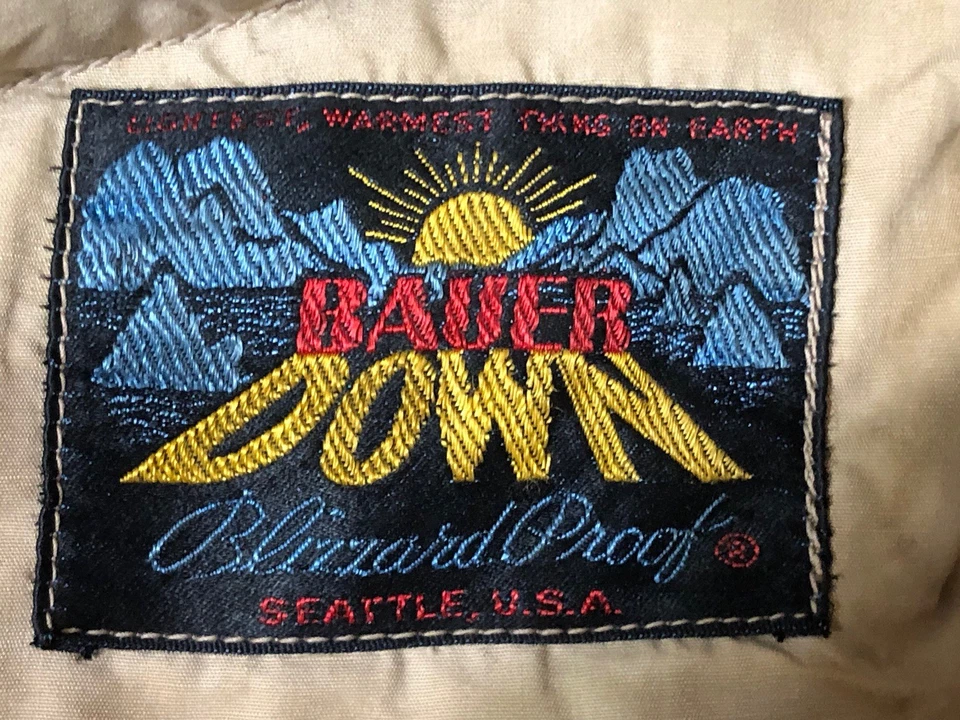 LIGHTEST, WARMEST THING ON EARTH
BAUER
DOWN
Blizzard Proof ®
SEATTLE, U.S.A.